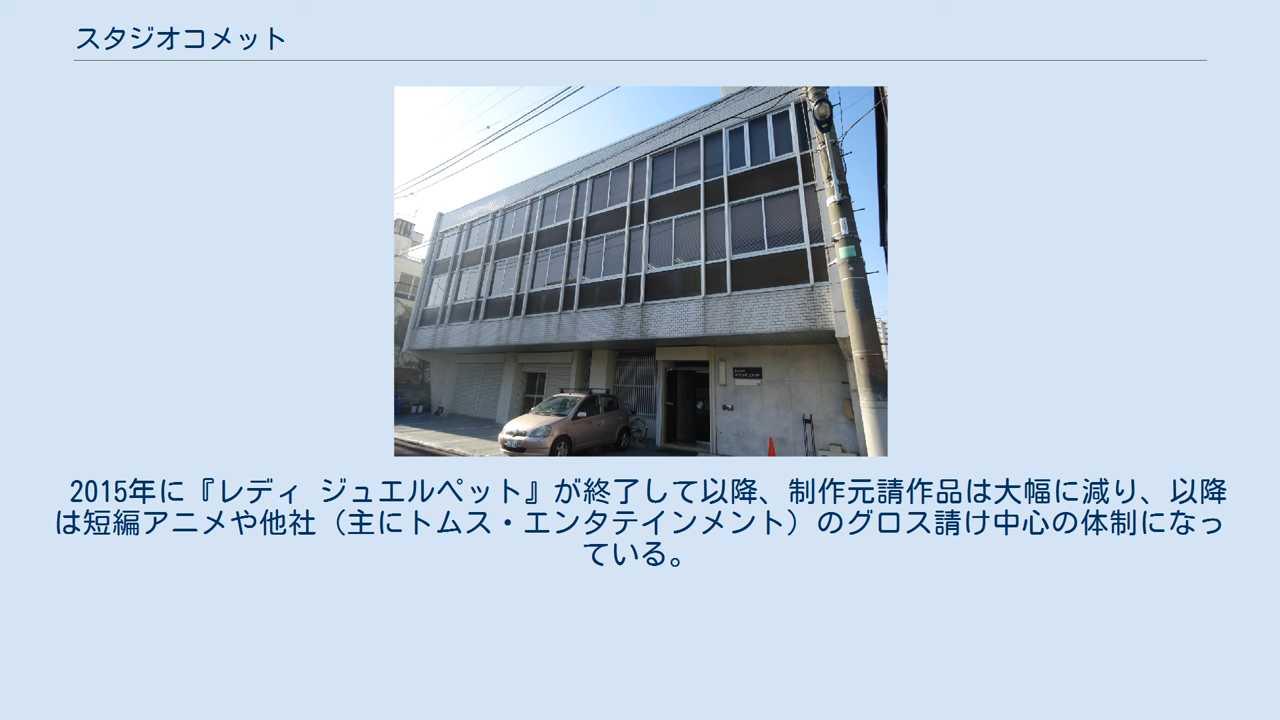 スタジオコメット
2015年に『レディ ジュエルペット』が終了して以降、制作元請作品は大幅に減り、以降
は短編アニメや他社（主にトムス・エンタテインメント）のグロス請け中心の体制になっ
ている。